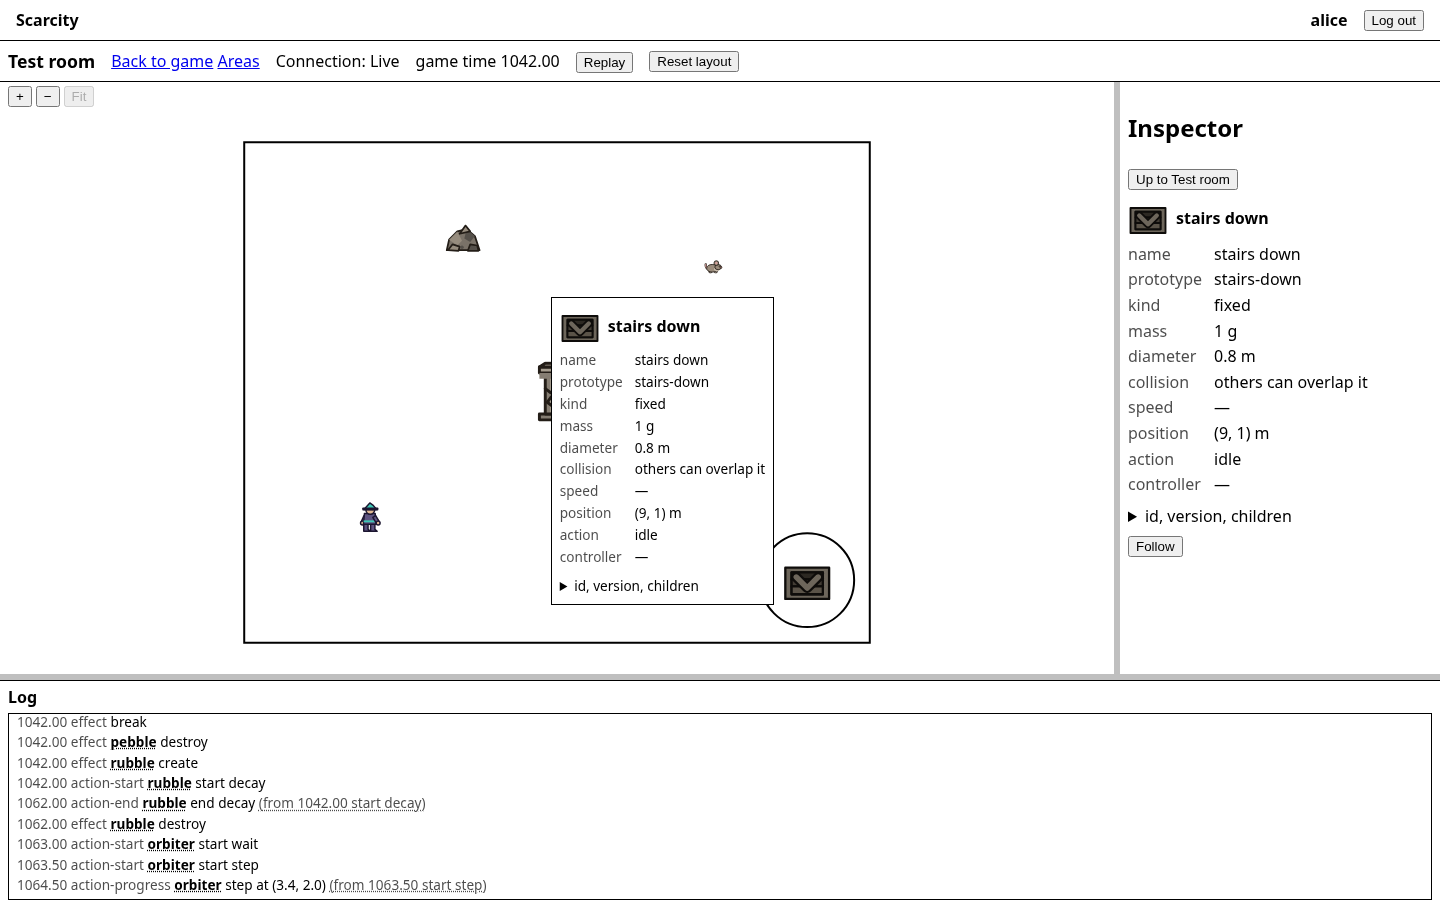 Scarcity
alice
Log out
Test room
Back to game
Areas
Connection: Live
game time 1042.00
Replay
Reset layout
+
−
Fit
stairs down
name stairs down
prototype stairs-down
kind fixed
mass 1 g
diameter 0.8 m
collision others can overlap it
speed —
position (9, 1) m
action idle
controller —
▶ id, version, children
Inspector
Up to Test room
stairs down
name stairs down
prototype stairs-down
kind fixed
mass 1 g
diameter 0.8 m
collision others can overlap it
speed —
position (9, 1) m
action idle
controller —
▶ id, version, children
Follow
Log
1042.00 effect break
1042.00 effect pebble destroy
1042.00 effect rubble create
1042.00 action-start rubble start decay
1062.00 action-end rubble end decay (from 1042.00 start decay)
1062.00 effect rubble destroy
1063.00 action-start orbiter start wait
1063.50 action-start orbiter start step
1064.50 action-progress orbiter step at (3.4, 2.0) (from 1063.50 start step)